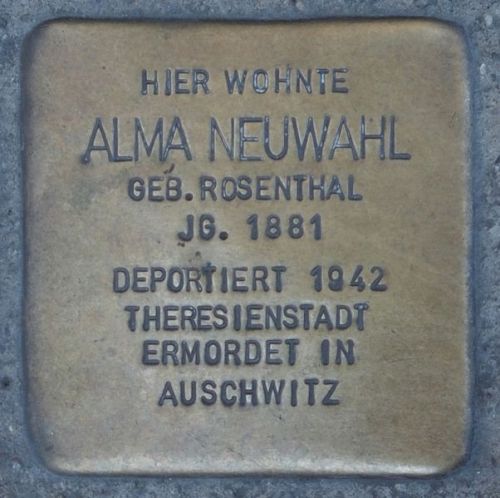 HIER WOHNTE
ALMA NEUWAHL
GEB. ROSENTHAL
JG. 1881
DEPORTIERT 1942
THERESIENSTADT
ERMORDET IN
AUSCHWITZ